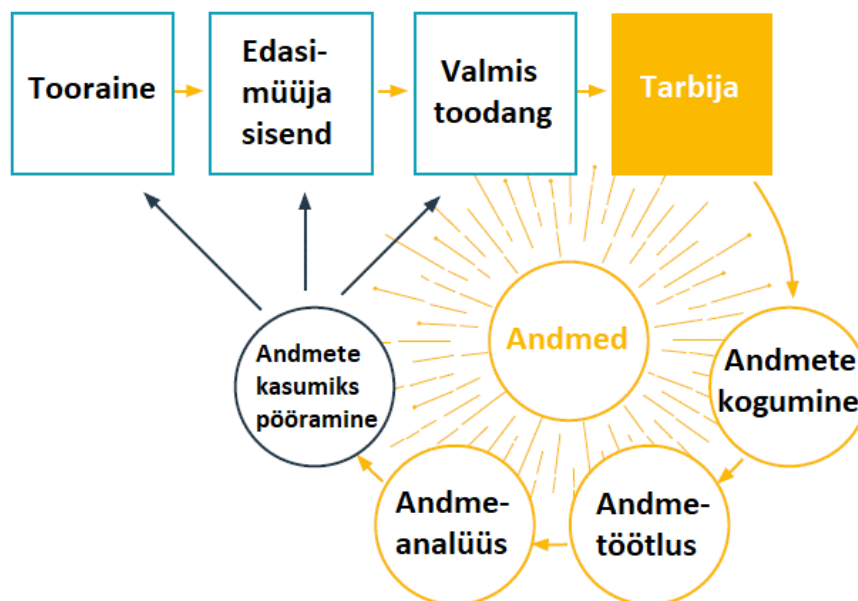 Tooraine
Edasi-
müüja
sisend
Valmis
toodang
Tarbija
Andmed
Andmete
kogumine
Andme-
töötlus
Andme-
analüüs
Andmete
kasumiks
pööramine